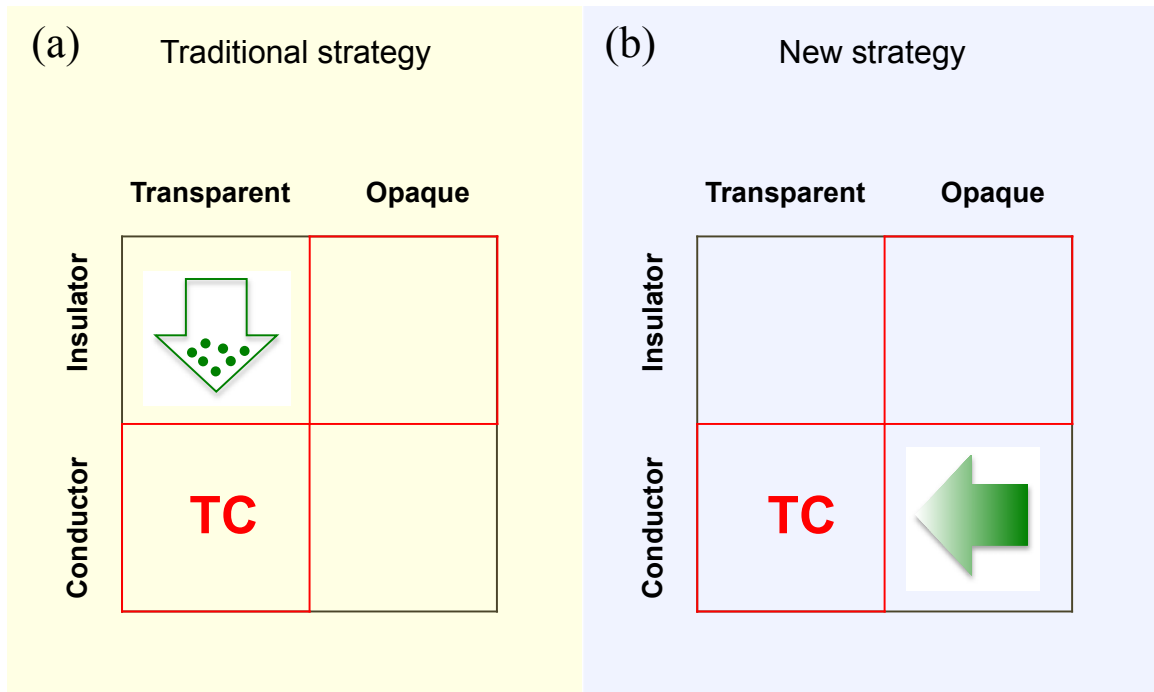 (a)
Traditional strategy
Transparent
Opaque
Insulator
Conductor
TC
(b)
New strategy
Transparent
Opaque
Insulator
Conductor
TC